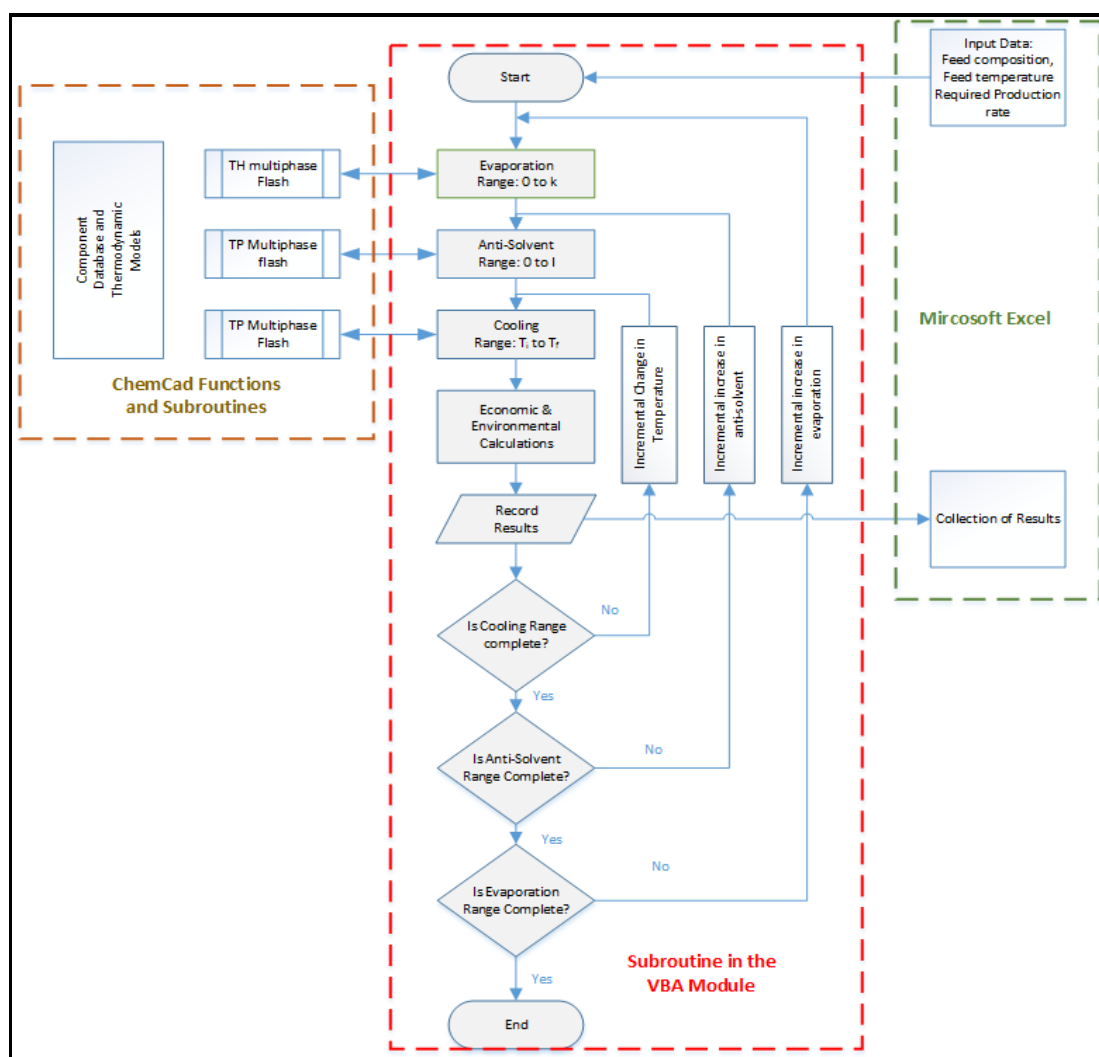 Input Data:
Feed composition,
Feed temperature
Required Production
rate
Start
TH multiphase
Flash
Evaporation
Range: 0 to k
Component
Database and
Thermodynamic
Models
TP Multiphase
flash
Anti-Solvent
Range: 0 to l
TP Multiphase
Flash
Cooling
Range: Tᵢ to T𝑓
Incremental Change in
Temperature
Incremental increase in
anti-solvent
Incremental increase in
evaporation
Mircosoft Excel
ChemCad Functions
and Subroutines
Economic &
Environmental
Calculations
Record
Results
Collection of Results
Is Cooling Range
complete?
No
Yes
Is Anti-Solvent
Range Complete?
No
Yes
Is Evaporation
Range Complete?
No
Yes
Subroutine in the
VBA Module
End